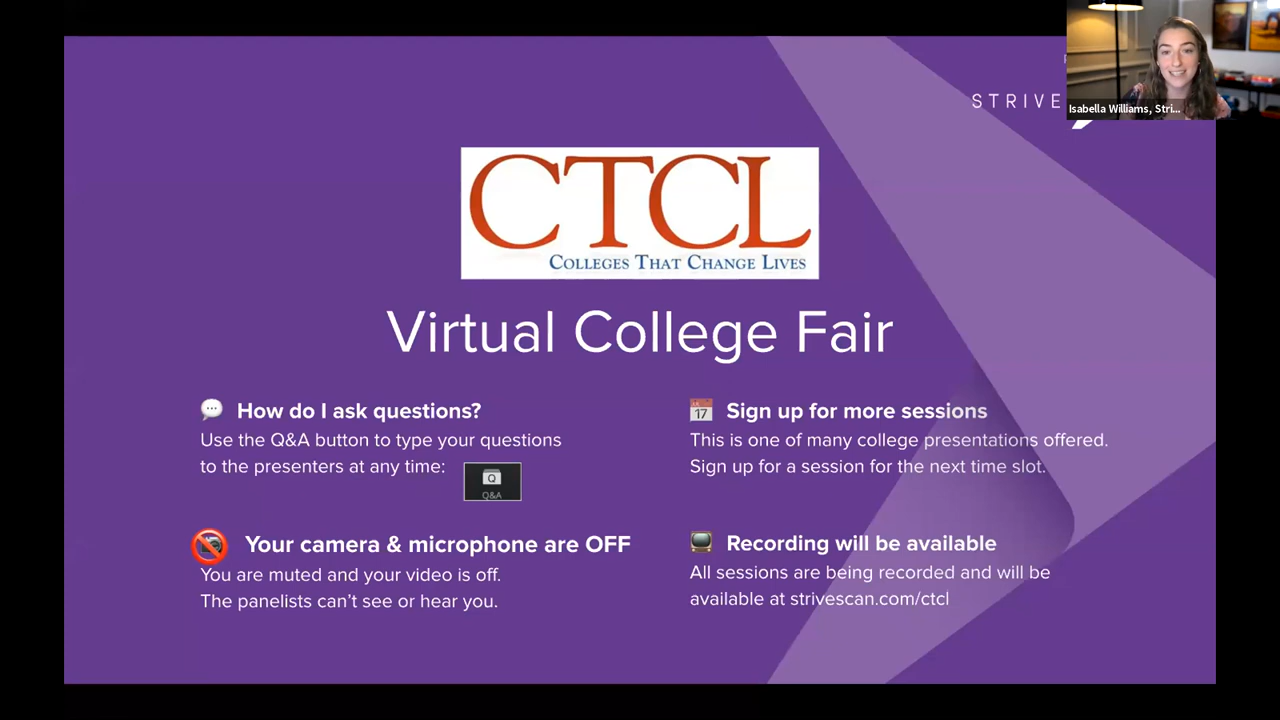 STRIVE
Isabella Williams, Stri...
CTCL
COLLEGES THAT CHANGE LIVES
Virtual College Fair
How do I ask questions?
Use the Q&A button to type your questions
to the presenters at any time:
Q
Q&A
Sign up for more sessions
17
This is one of many college presentations offered.
Sign up for a session for the next time slot.
Your camera & microphone are OFF
You are muted and your video is off.
The panelists can't see or hear you.
Recording will be available
All sessions are being recorded and will be
available at strivescan.com/ctcl